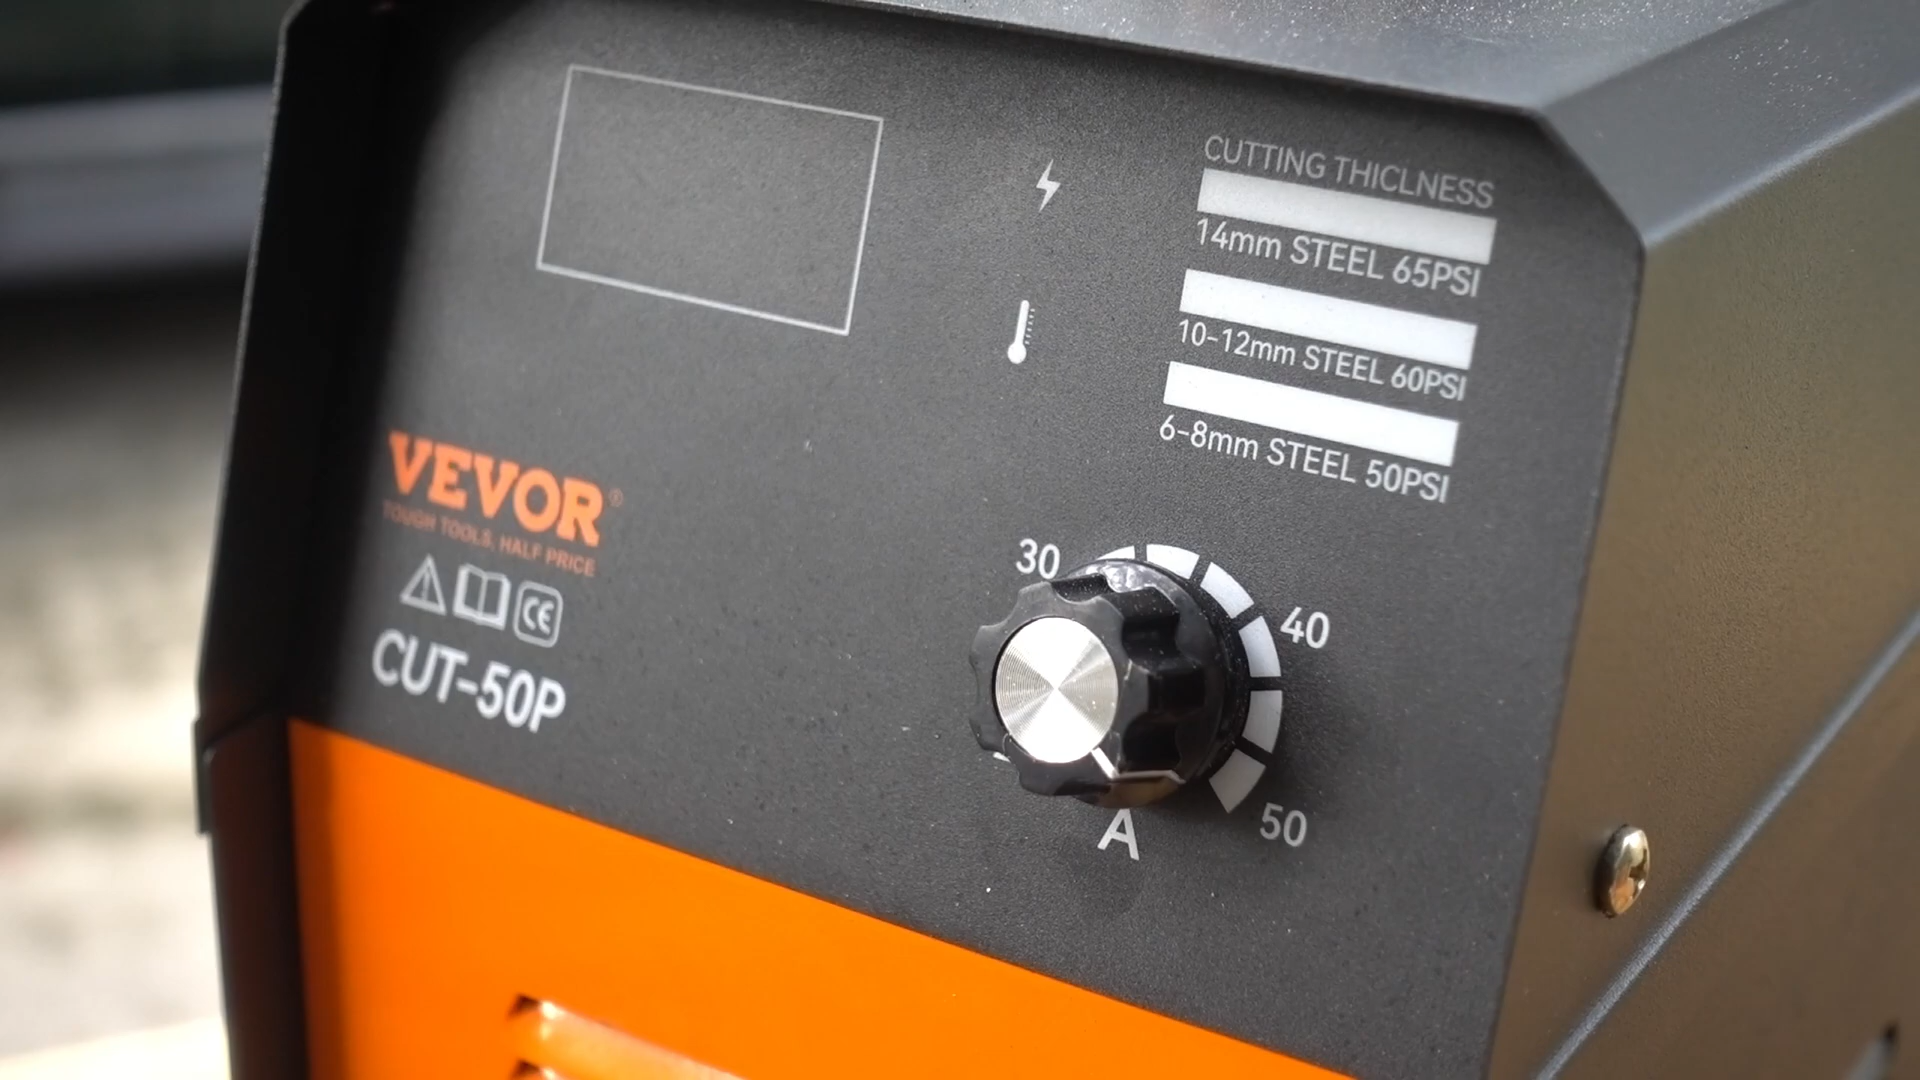 CUTTING THICLNESS
14mm STEEL 65PSI
10-12mm STEEL 60PSI
6-8mm STEEL 50PSI
VEVOR®
TOUGH TOOLS, HALF PRICE
CE
CUT-50P
30
40
50
A